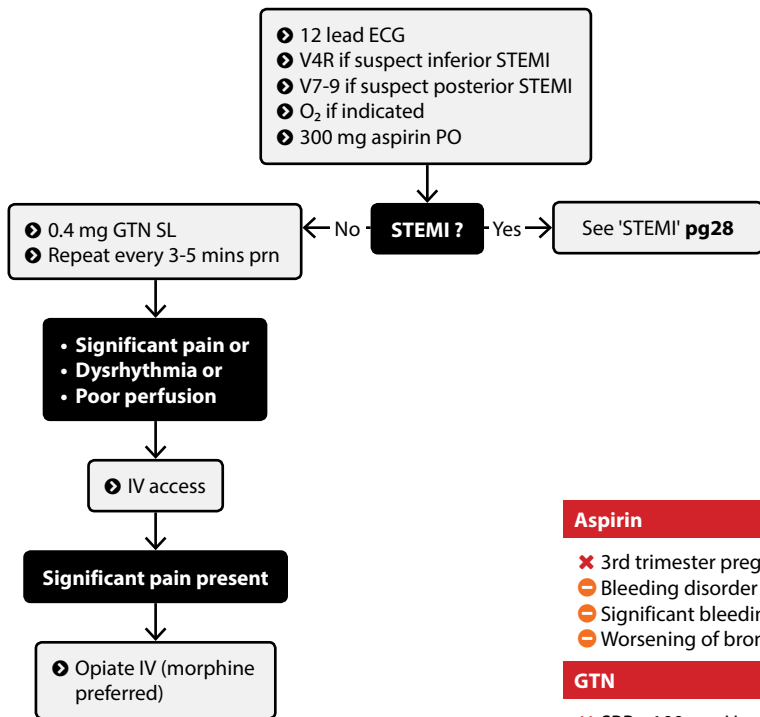 12 lead ECG
V4R if suspect inferior STEMI
V7-9 if suspect posterior STEMI
O₂ if indicated
300 mg aspirin PO
0.4 mg GTN SL
Repeat every 3-5 mins prn
No
STEMI ?
Yes
See 'STEMI' pg28
• Significant pain or
• Dysrhythmia or
• Poor perfusion
IV access
Significant pain present
Opiate IV (morphine
preferred)
Aspirin
3rd trimester
Bleeding disorder
Significant
Worsening of
GTN